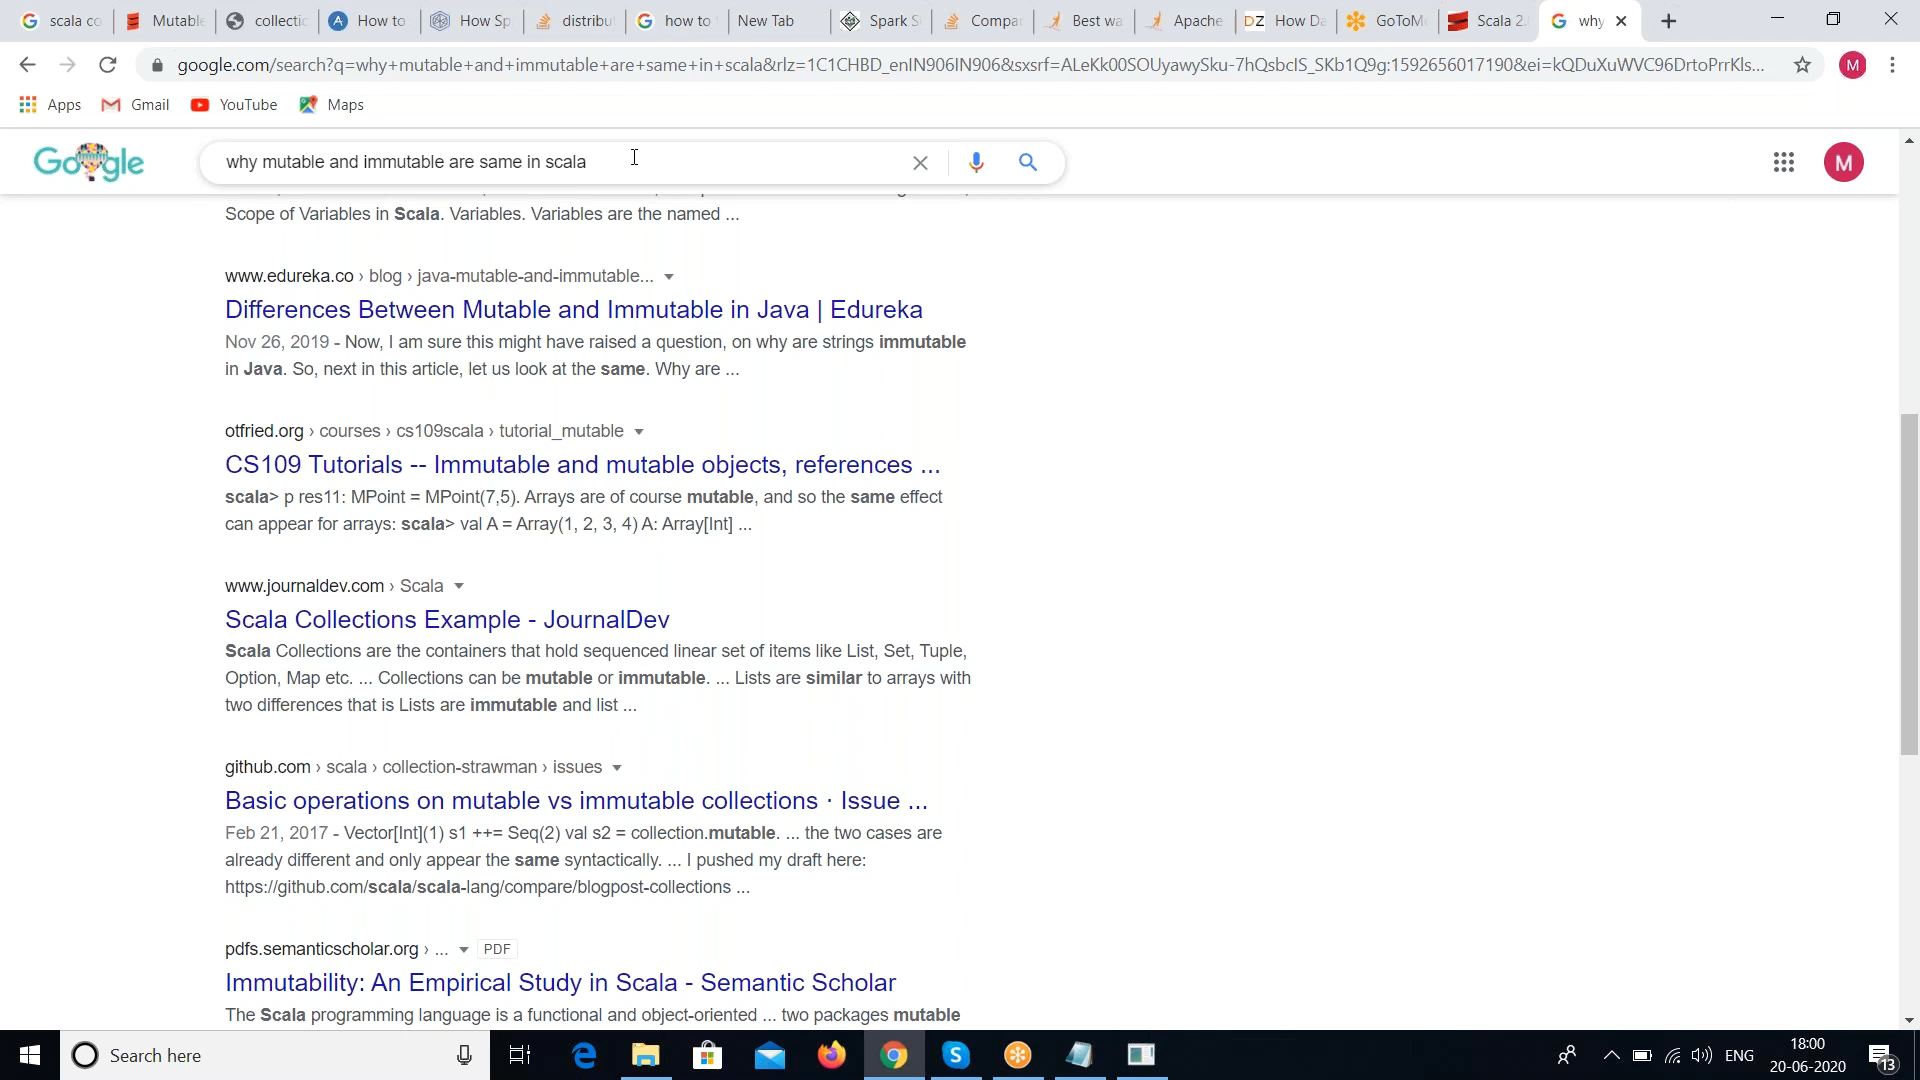 scala co
Mutable
collectic
How to
How Sp
distribu
how to
New Tab
Spark S
Compar
Best wa
Apache
DZ How Da
GoToMe
Scala 2.
why
google.com/search?q=why+mutable+and+immutable+are+same+in+scala&rlz=1C1CHBD_enIN906IN906&sxsrf=ALeKk00SOUyawySku-7hQsbcIS_SKb1Q9g:1592656017190&ei=kQDuXuWVC96DrtoPrrKls...
M
Apps Gmail YouTube Maps
Google
why mutable and immutable are same in scala
M
Scope of Variables in Scala. Variables. Variables are the named ...
www.edureka.co › blog › java-mutable-and-immutable...
Differences Between Mutable and Immutable in Java | Edureka
Nov 26, 2019 - Now, I am sure this might have raised a question, on why are strings immutable
in Java. So, next in this article, let us look at the same. Why are ...
otfried.org › courses › cs109scala › tutorial_mutable
CS109 Tutorials -- Immutable and mutable objects, references ...
scala> p res11: MPoint = MPoint(7,5). Arrays are of course mutable, and so the same effect
can appear for arrays: scala> val A = Array(1, 2, 3, 4) A: Array[Int] ...
www.journaldev.com › Scala
Scala Collections Example - JournalDev
Scala Collections are the containers that hold sequenced linear set of items like List, Set, Tuple,
Option, Map etc. ... Collections can be mutable or immutable. ... Lists are similar to arrays with
two differences that is Lists are immutable and list ...
github.com › scala › collection-strawman › issues
Basic operations on mutable vs immutable collections · Issue ...
Feb 21, 2017 - Vector[Int](1) s1 ++= Seq(2) val s2 = collection.mutable. ... the two cases are
already different and only appear the same syntactically. ... I pushed my draft here:
https://github.com/scala/scala-lang/compare/blogpost-collections ...
pdfs.semanticscholar.org › ... PDF
Immutability: An Empirical Study in Scala - Semantic Scholar
The Scala programming language is a functional and object-oriented ... two packages mutable
Search here
ENG
18:00
20-06-2020
13